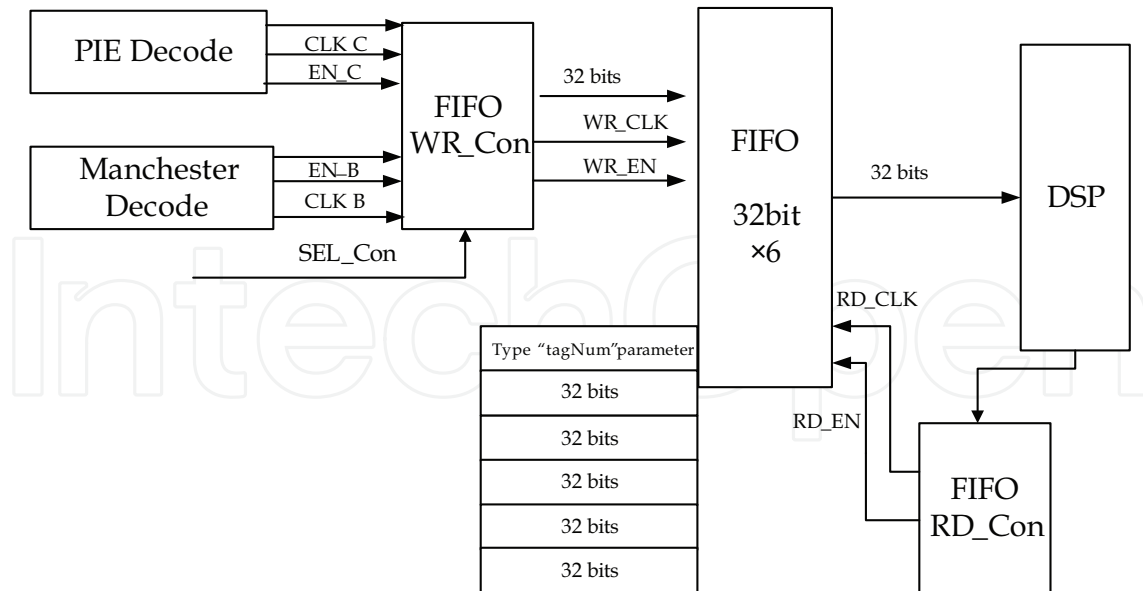 PIE Decode
CLK C
EN_C
Manchester
Decode
EN_B
CLK B
SEL_Con
FIFO
WR_Con
32 bits
WR_CLK
WR_EN
FIFO
32bit
×6
32 bits
DSP
RD_CLK
RD_EN
FIFO
RD_Con
Type “tagNum”parameter
32 bits
32 bits
32 bits
32 bits
32 bits
IntechOpen